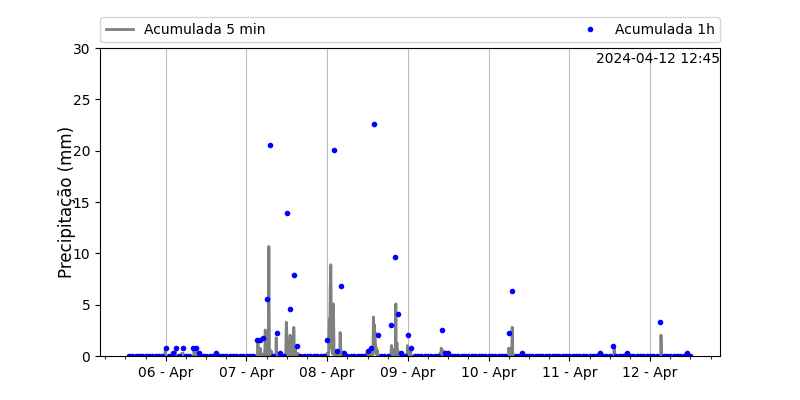 Acumulada 5 min
Acumulada 1h
2024-04-12 12:45
Precipitação (mm)
30
25
20
15
10
5
0
06 - Apr
07 - Apr
08 - Apr
09 - Apr
10 - Apr
11 - Apr
12 - Apr